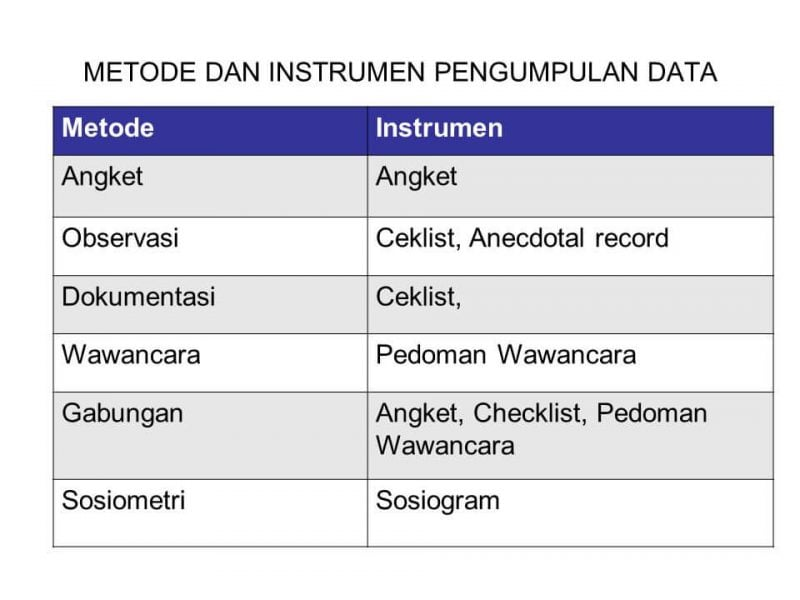 METODE DAN INSTRUMEN PENGUMPULAN DATA
Metode Instrumen
Angket Angket
Observasi Ceklist, Anecdotal record
Dokumentasi Ceklist,
Wawancara Pedoman Wawancara
Gabungan Angket, Checklist, Pedoman
Wawancara
Sosiometri Sosiogram